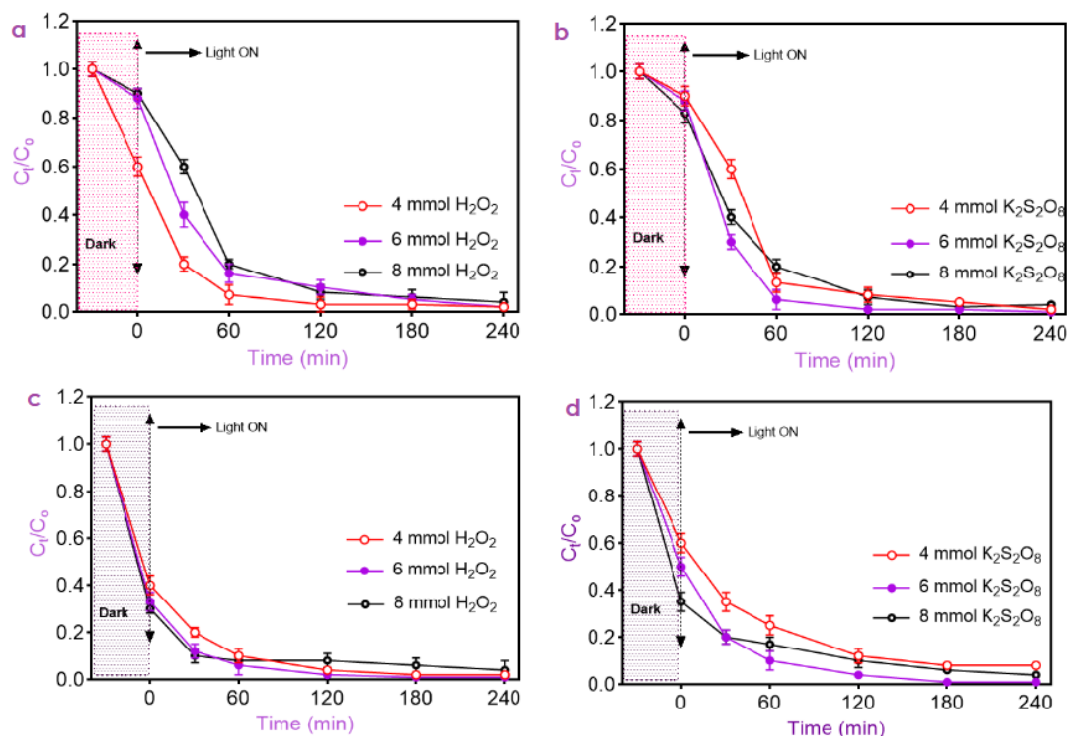 a
1.2
1.0
0.8
0.6
0.4
0.2
0.0
Ct/Co
Light ON
Dark
4 mmol H2O2
6 mmol H2O2
8 mmol H2O2
0 60 120 180 240
Time (min)
b
1.2
1.0
0.8
0.6
0.4
0.2
0.0
Ct/Co
Light ON
Dark
4 mmol K2S2O8
6 mmol K2S2O8
8 mmol K2S2O8
0 60 120 180 240
Time (min)
c
1.2
1.0
0.8
0.6
0.4
0.2
0.0
Ct/Co
Light ON
Dark
4 mmol H2O2
6 mmol H2O2
8 mmol H2O2
0 60 120 180 240
Time (min)
d
1.2
1.0
0.8
0.6
0.4
0.2
0.0
Ct/Co
Light ON
Dark
4 mmol K2S2O8
6 mmol K2S2O8
8 mmol K2S2O8
0 60 120 180 240
Time (min)